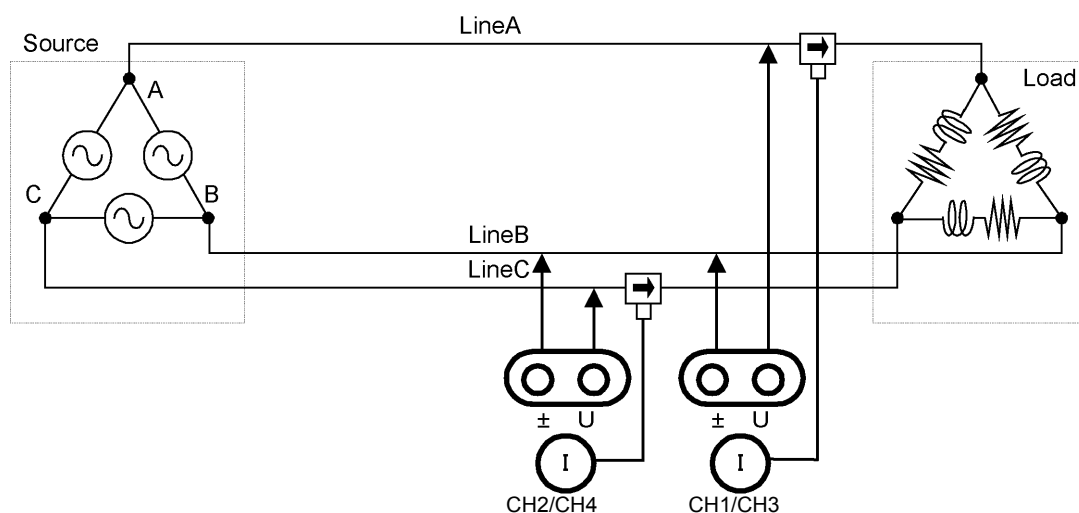 LineA
Source
Load
A
C
B
LineB
LineC
± U
± U
I
I
CH2/CH4
CH1/CH3